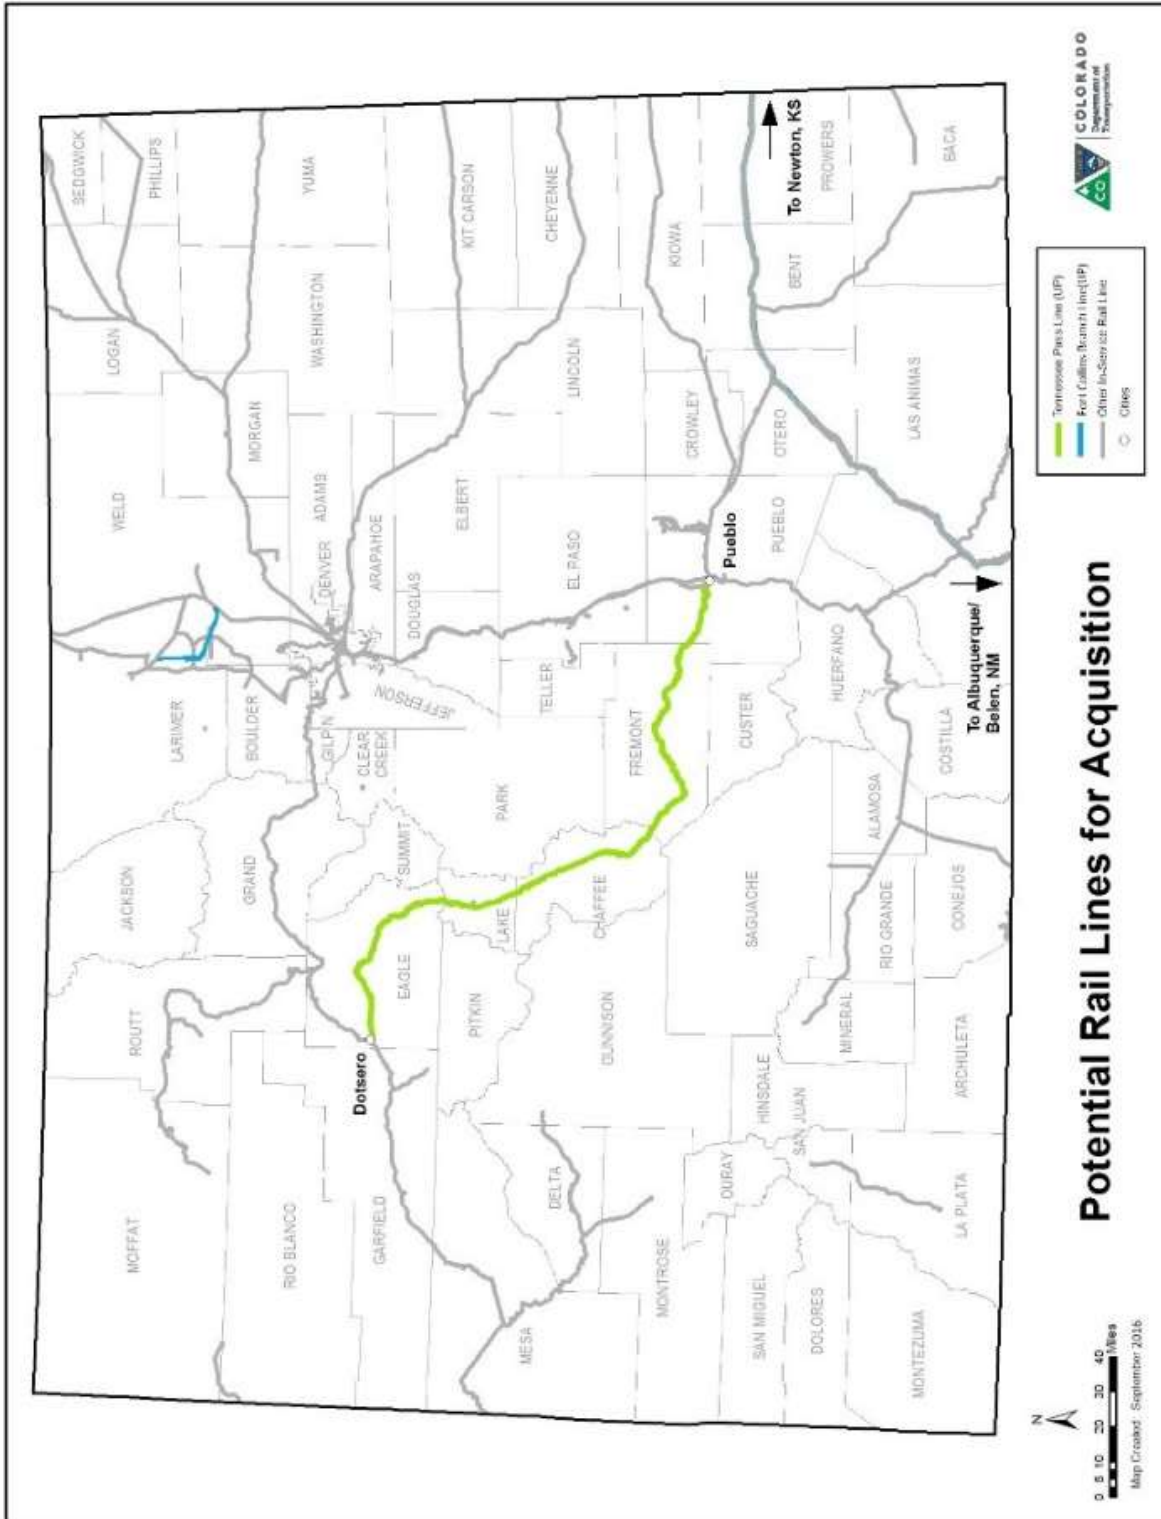 SEDGWICK
PHILLIPS
LOGAN
YUMA
WASHINGTON
MORGAN
WELD
LARIMER
JACKSON
ROUTT
MOFFAT
RIO BLANCO
GRAND
BOULDER
GILPIN
CLEAR
CREEK
JEFFERSON
DENVER
ADAMS
ARAPAHOE
DOUGLAS
ELBERT
KIT CARSON
CHEYENNE
LINCOLN
EL PASO
TELLER
PARK
SUMMIT
EAGLE
Dotsero
GARFIELD
MESA
DELTA
PITKIN
LAKE
GUNNISON
CHAFFEE
FREMONT
CUSTER
PUEBLO
Pueblo
CROWLEY
KIOWA
To Newton, KS
PROWERS
BENT
OTERO
BACA
LAS ANIMAS
HUERFANO
COSTILLA
ALAMOSA
CONEJOS
RIO GRANDE
SAGUACHE
MINERAL
HINSDALE
SAN JUAN
ARCHULETA
LA PLATA
OURAY
MONTROSE
SAN MIGUEL
DOLORES
MONTEZUMA
To Albuquerque/
Belen, NM
Potential Rail Lines for Acquisition
Tennessee Pass Line (UP)
Fort Collins Branch Line(UP)
Other In-Service Rail Line
Cities
CO
COLORADO
Department of
Transportation
N
0 5 10 20 30 40
Miles
Map Created: September 2016